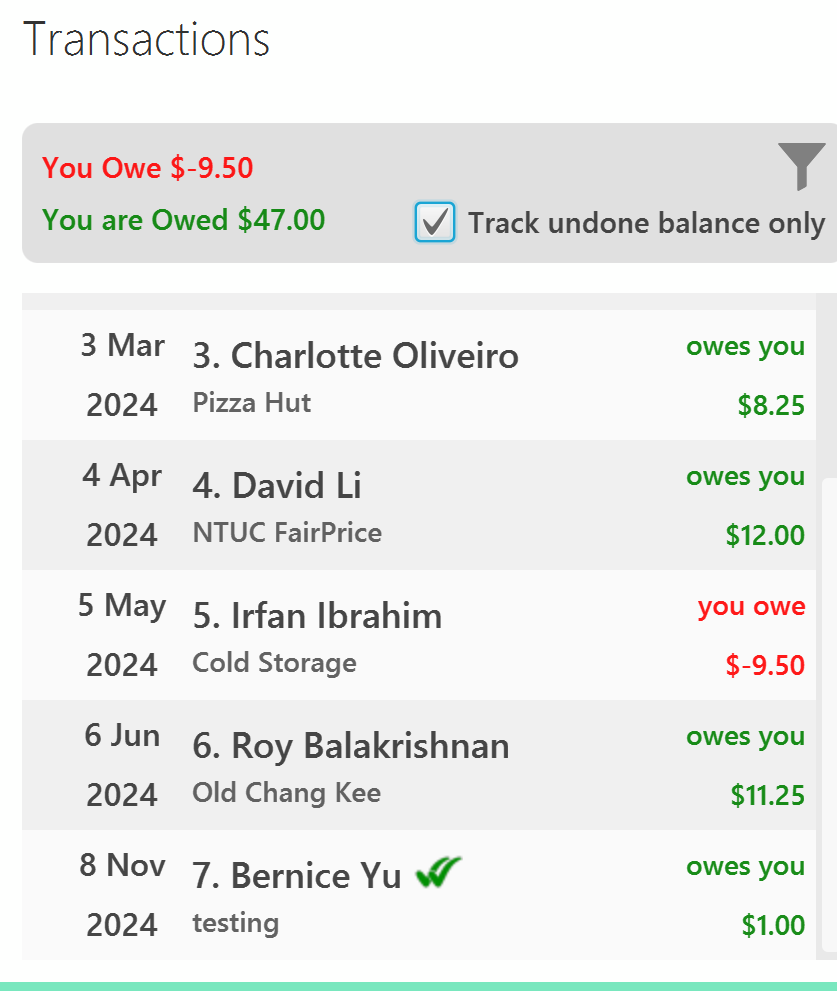 Transactions
You Owe $-9.50
You are Owed $47.00
Track undone balance only
3 Mar
2024
3. Charlotte Oliveiro
Pizza Hut
owes you
$8.25
4 Apr
2024
4. David Li
NTUC FairPrice
owes you
$12.00
5 May
2024
5. Irfan Ibrahim
Cold Storage
you owe
$-9.50
6 Jun
2024
6. Roy Balakrishnan
Old Chang Kee
owes you
$11.25
8 Nov
2024
7. Bernice Yu
testing
owes you
$1.00